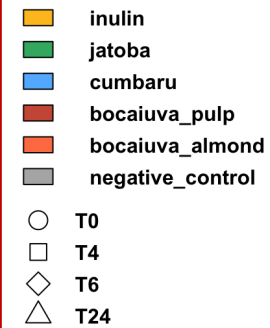 inulin
jatoba
cumbaru
bocaiuva_pulp
bocaiuva_almond
negative_control
T0
T4
T6
T24